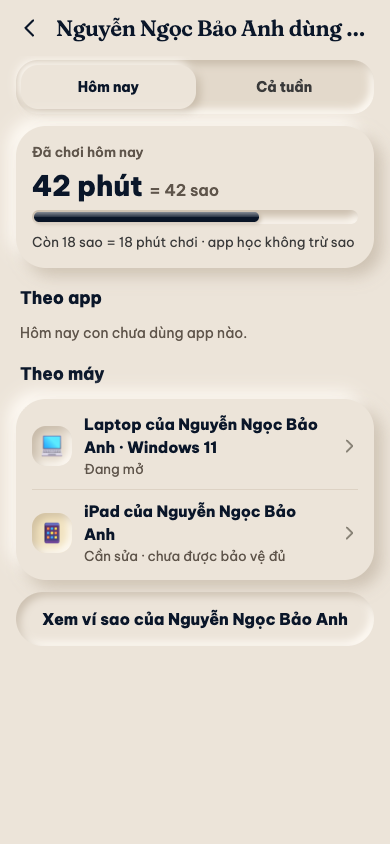 Nguyễn Ngọc Bảo Anh dùng ...
Hôm nay
Cả tuần
Đã chơi hôm nay
42 phút = 42 sao
Còn 18 sao = 18 phút chơi · app học không trừ sao
Theo app
Hôm nay con chưa dùng app nào.
Theo máy
Laptop của Nguyễn Ngọc Bảo
Anh · Windows 11
Đang mở
iPad của Nguyễn Ngọc Bảo
Anh
Cần sửa · chưa được bảo vệ đủ
Xem ví sao của Nguyễn Ngọc Bảo Anh